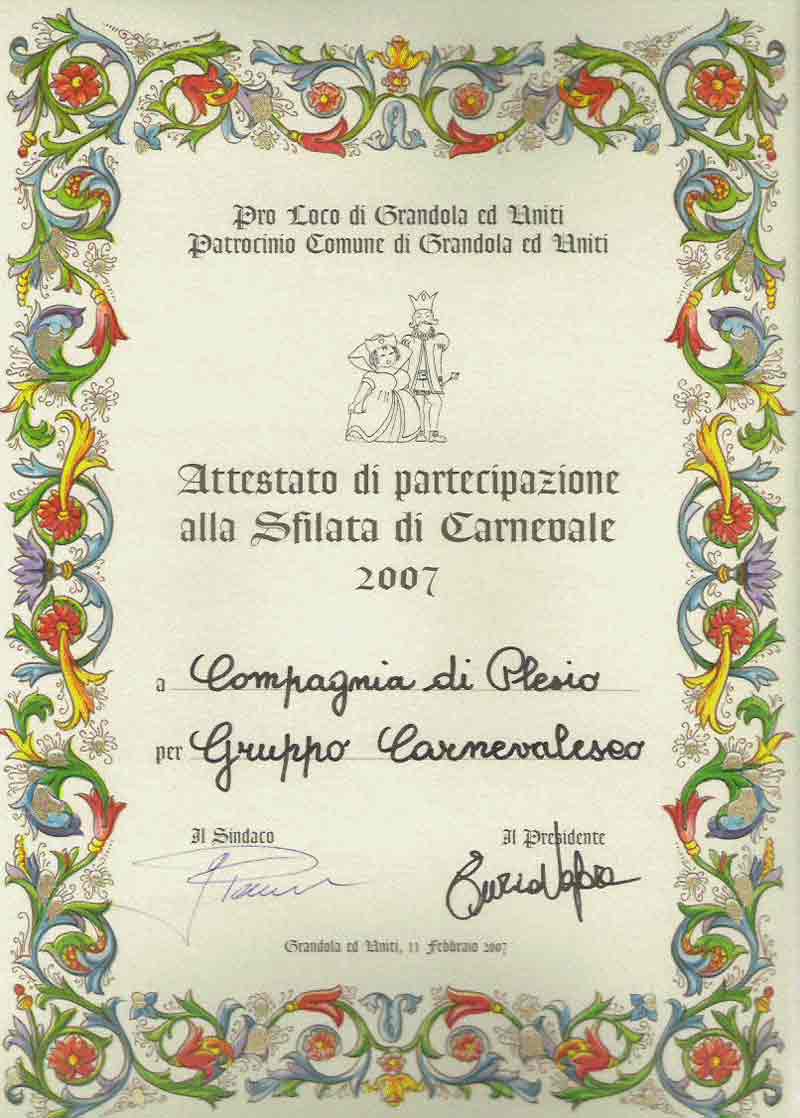 Pro Loco di Grandola ed Uniti
Patrocinio Comune di Grandola ed Uniti
Attestato di partecipazione
alla Sfilata di Carnevale
2007
a Compagnia di Plesio
per Gruppo Carnevalesco
Il Sindaco
Il Presidente
Grandola ed Uniti, 11 Febbraio 2007